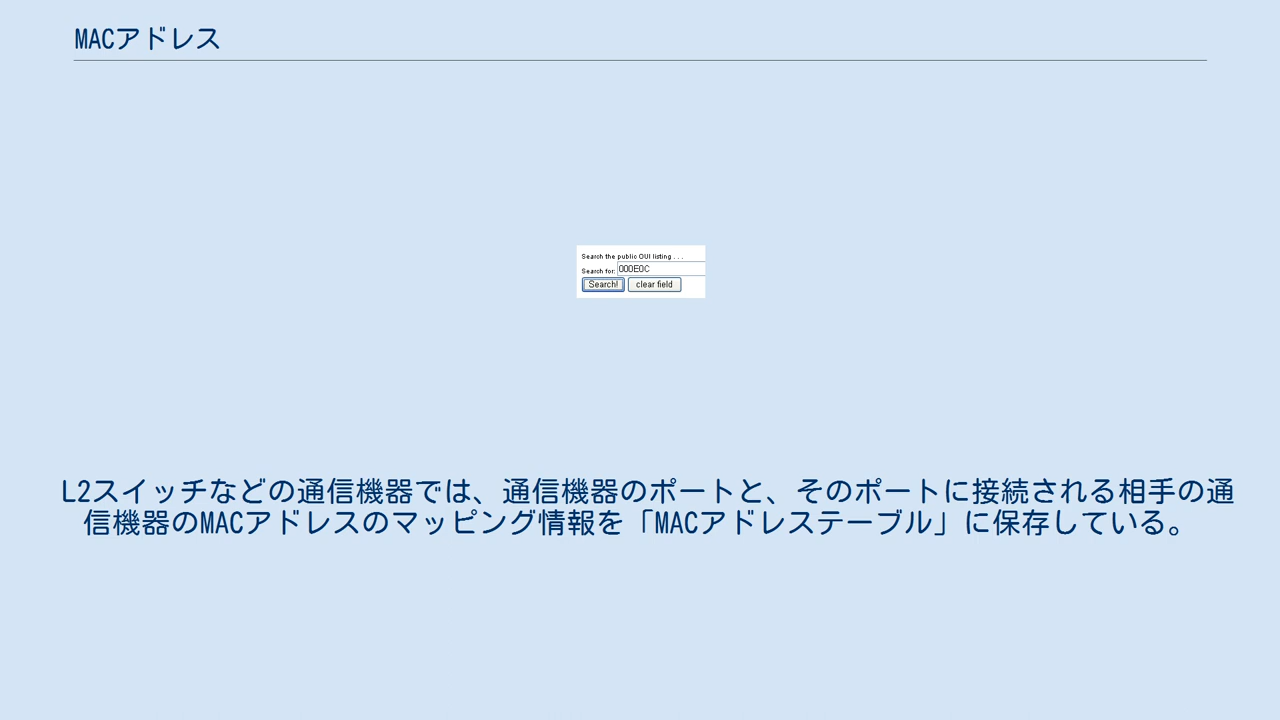 MACアドレス
Search the public OUI listing . . .
Search for: 000E0C
Search! clear field
L2スイッチなどの通信機器では、通信機器のポートと、そのポートに接続される相手の通
信機器のMACアドレスのマッピング情報を「MACアドレステーブル」に保存している。